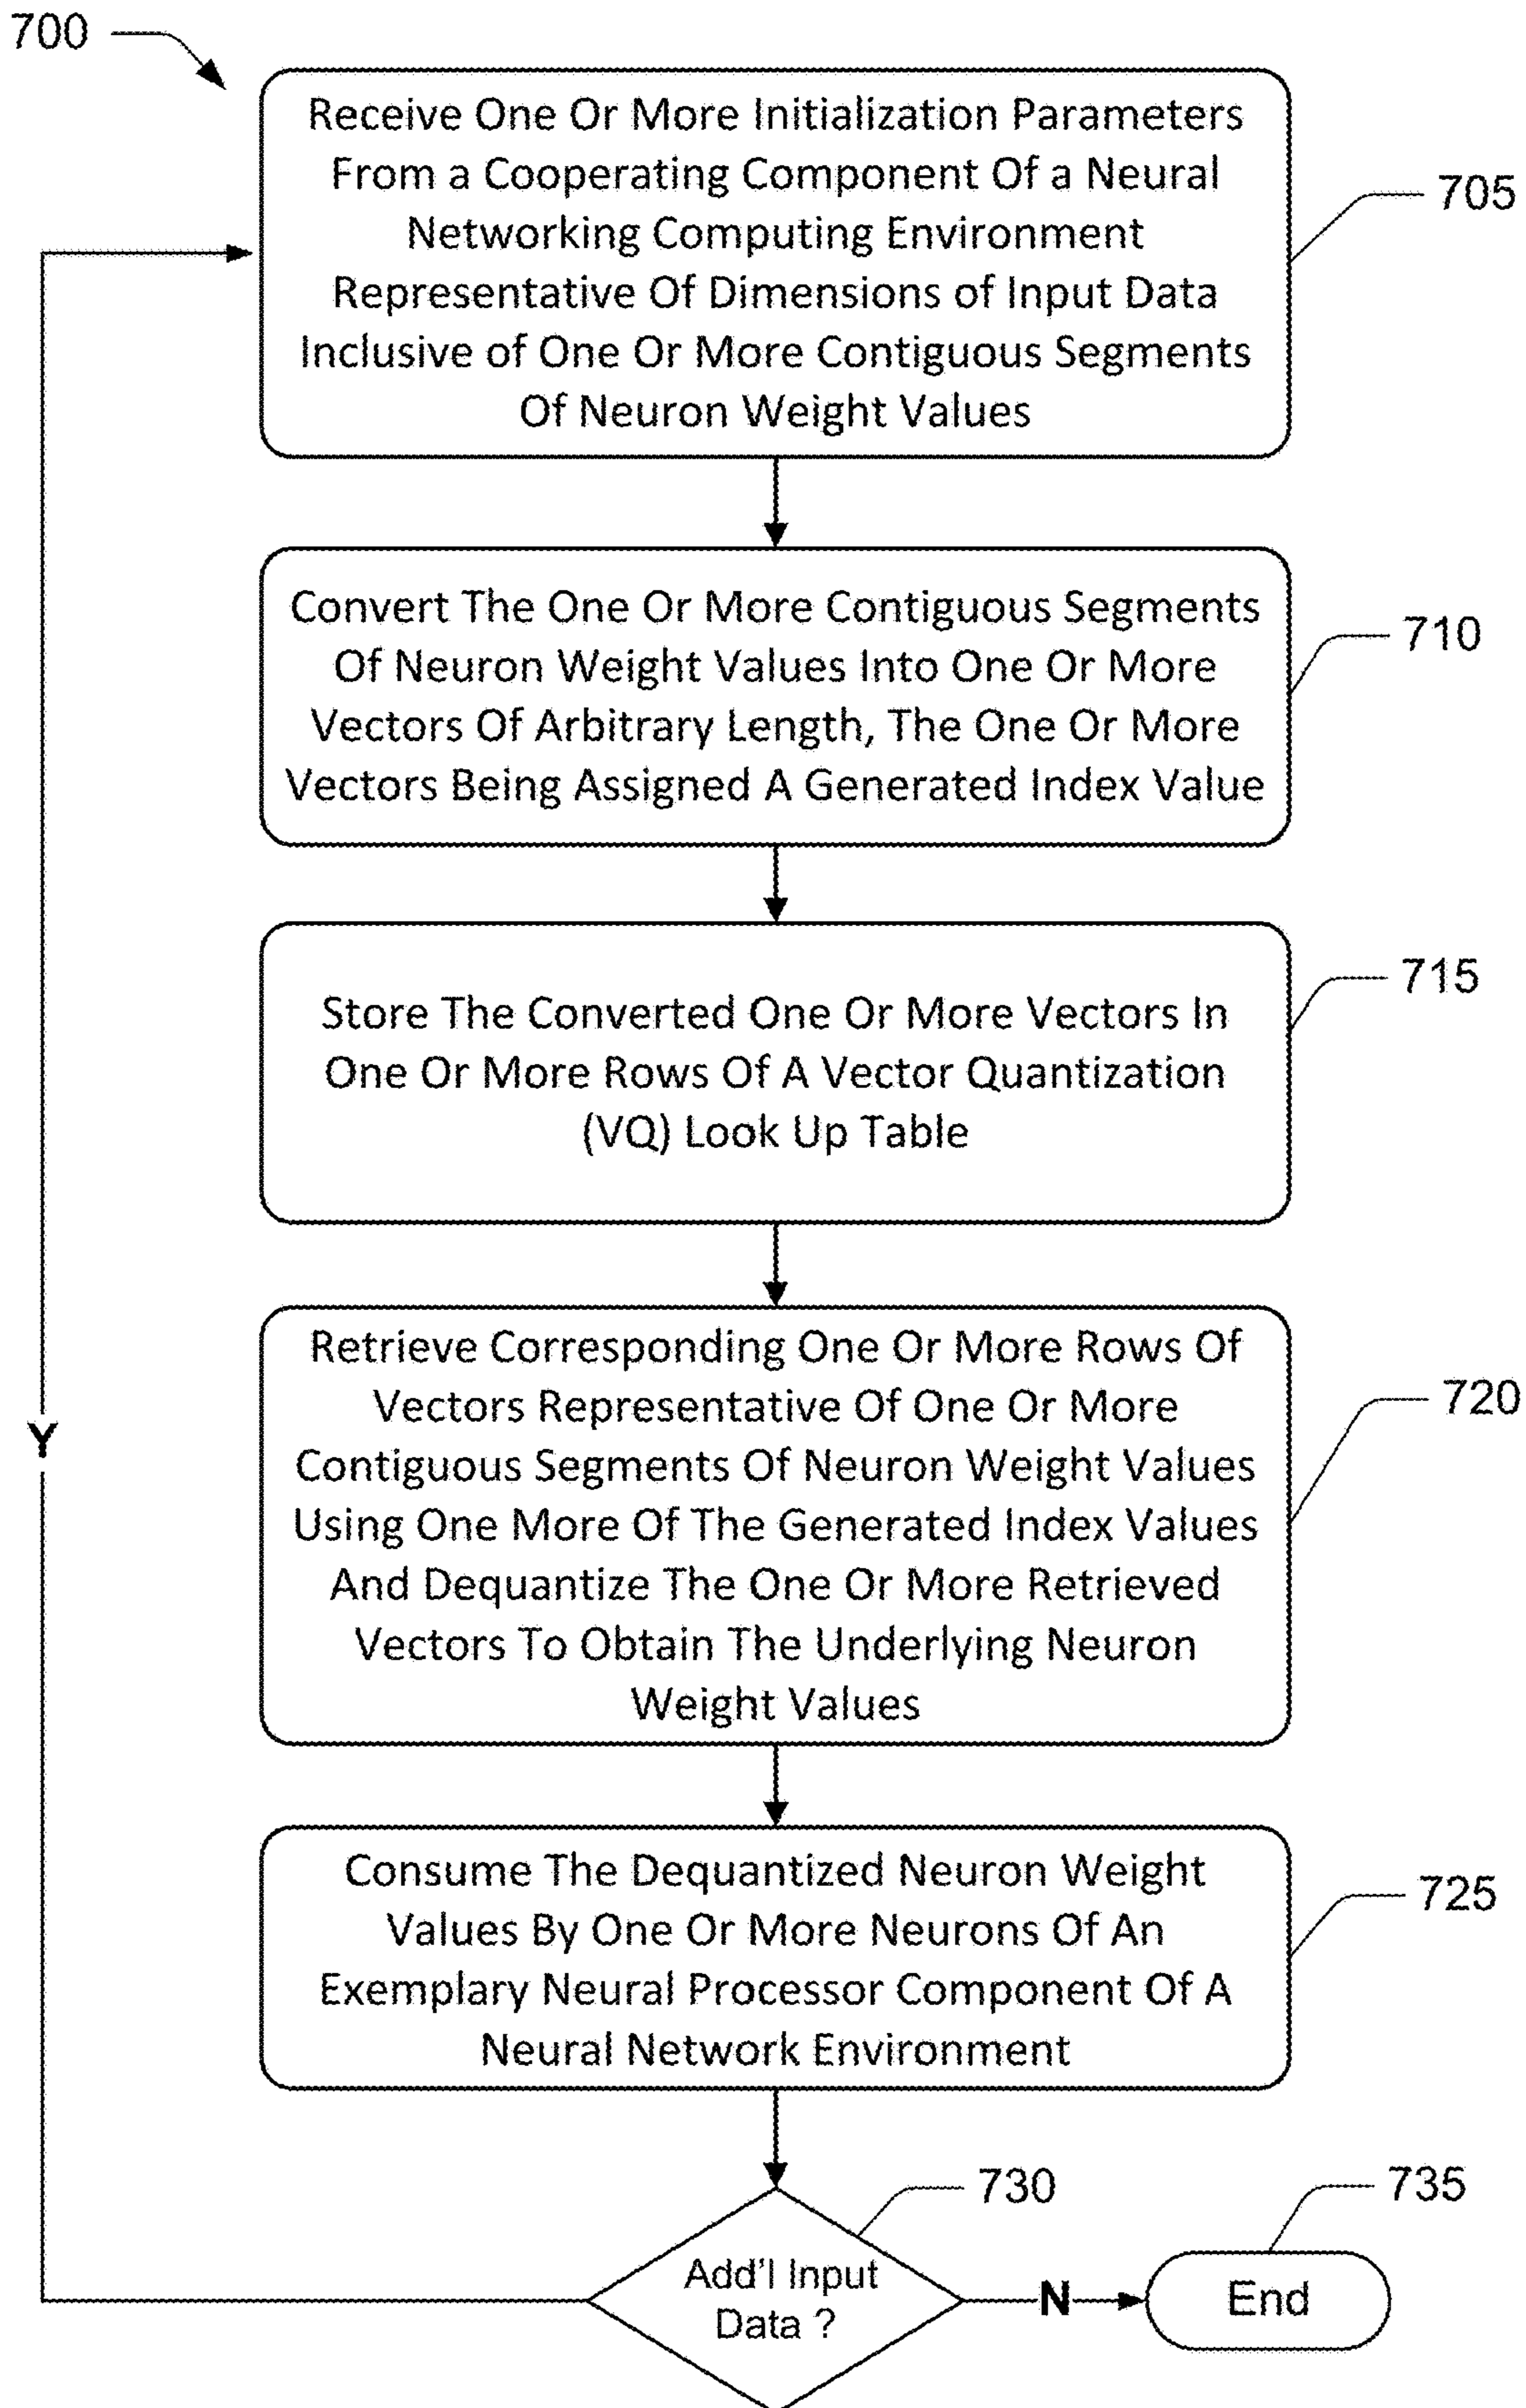 700
Receive One Or More Initialization Parameters
From a Cooperating Component Of a Neural
Networking Computing Environment
Representative Of Dimensions of Input Data
Inclusive of One Or More Contiguous Segments
Of Neuron Weight Values
705
Convert The One Or More Contiguous Segments
Of Neuron Weight Values Into One Or More
Vectors Of Arbitrary Length, The One Or More
Vectors Being Assigned A Generated Index Value
710
Store The Converted One Or More Vectors In
One Or More Rows Of A Vector Quantization
(VQ) Look Up Table
715
Retrieve Corresponding One Or More Rows Of
Vectors Representative Of One Or More
Contiguous Segments Of Neuron Weight Values
Using One More Of The Generated Index Values
And Dequantize The One Or More Retrieved
Vectors To Obtain The Underlying Neuron
Weight Values
720
Y
Consume The Dequantized Neuron Weight
Values By One Or More Neurons Of An
Exemplary Neural Processor Component Of A
Neural Network Environment
725
730
Add'l Input
Data ?
N
735
End